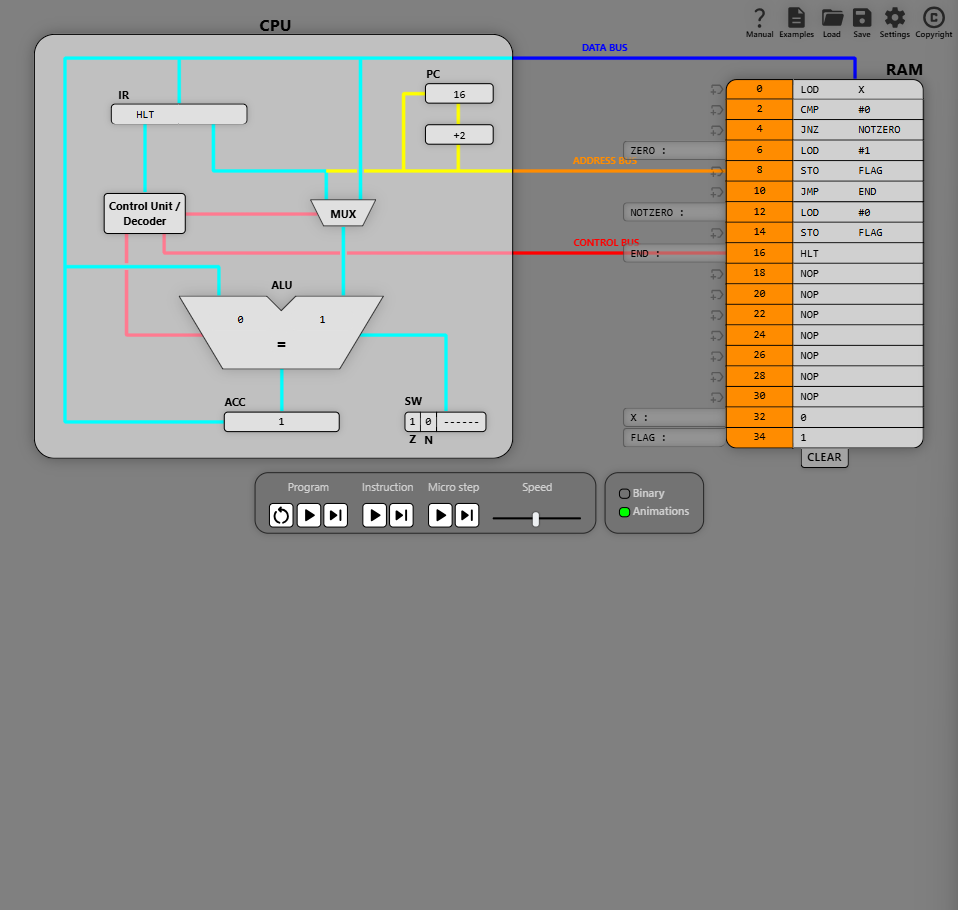 CPU
Manual Examples Load Save Settings Copyright
DATA BUS
RAM
PC
16
+2
IR
HLT
Control Unit /
Decoder
MUX
ADDRESS BUS
CONTROL BUS
ALU
0 1
=
ACC
1
SW
1 0 ------
Z N
0 LOD X
2 CMP #0
4 JNZ NOTZERO
ZERO : 6 LOD #1
8 STO FLAG
10 JMP END
NOTZERO : 12 LOD #0
14 STO FLAG
END : 16 HLT
18 NOP
20 NOP
22 NOP
24 NOP
26 NOP
28 NOP
30 NOP
X : 32 0
FLAG : 34 1
CLEAR
Program Instruction Micro step Speed
Binary
Animations